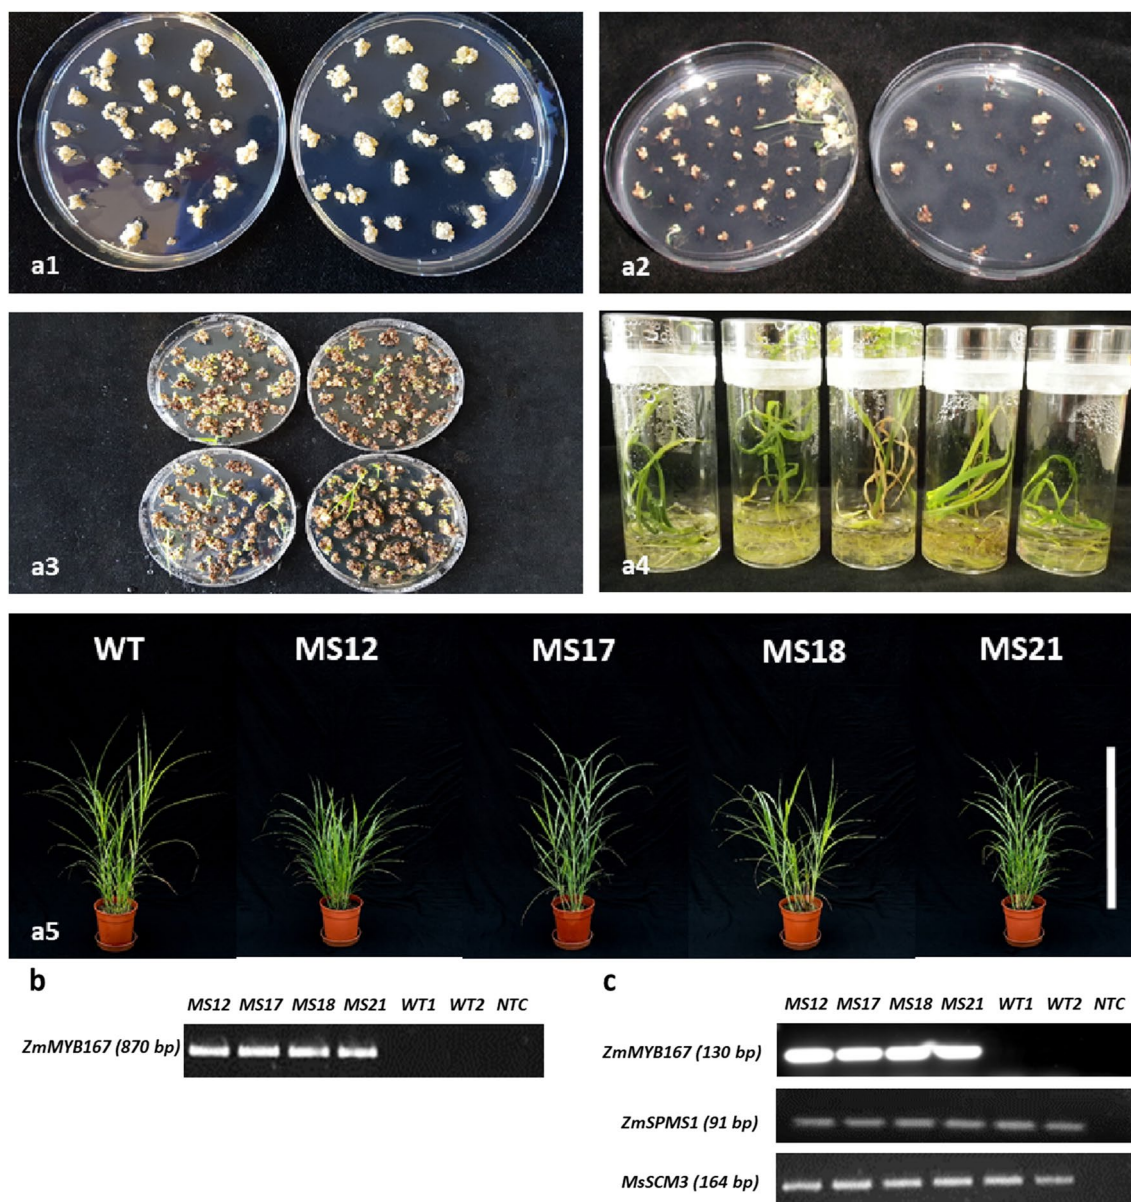 a1
a2
a3
a4
WT MS12 MS17 MS18 MS21
a5
b
MS12 MS17 MS18 MS21 WT1 WT2 NTC
ZmMYB167 (870 bp)
c
MS12 MS17 MS18 MS21 WT1 WT2 NTC
ZmMYB167 (130 bp)
ZmSPMS1 (91 bp)
MsSCM3 (164 bp)